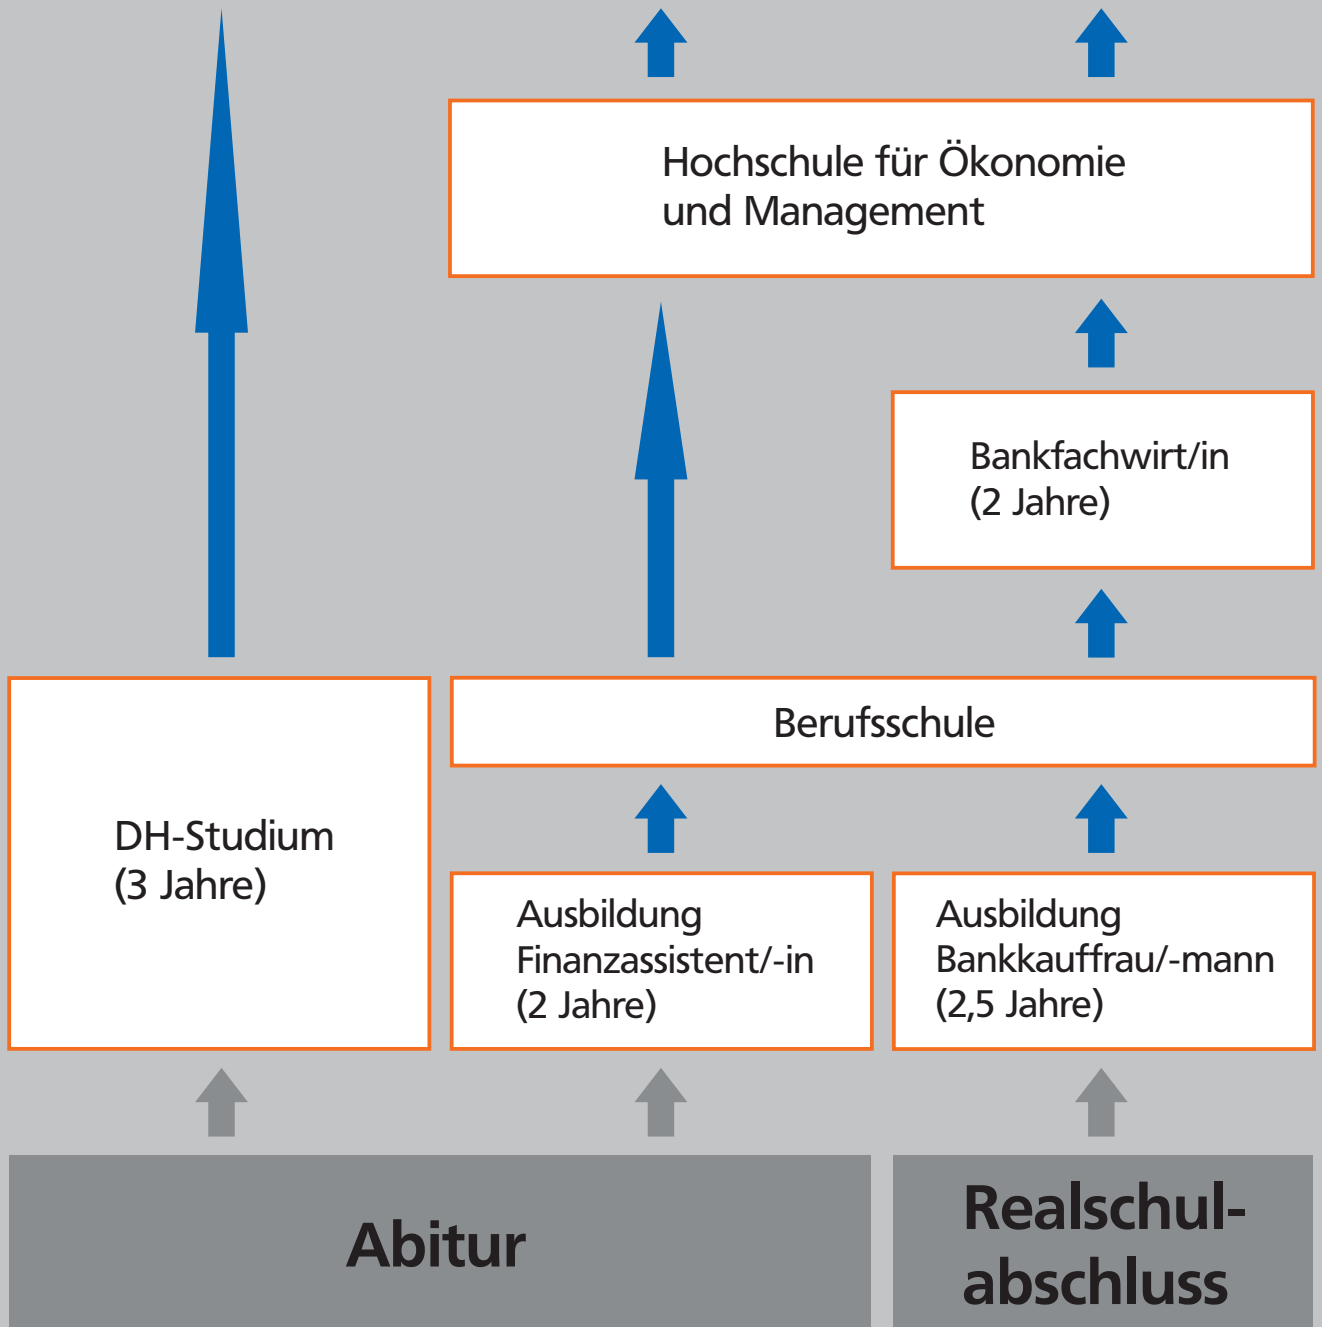 Hochschule für Ökonomie
und Management
Bankfachwirt/in
(2 Jahre)
Berufsschule
DH-Studium
(3 Jahre)
Ausbildung
Finanzassistent/-in
(2 Jahre)
Ausbildung
Bankkauffrau/-mann
(2,5 Jahre)
Abitur
Realschul-
abschluss